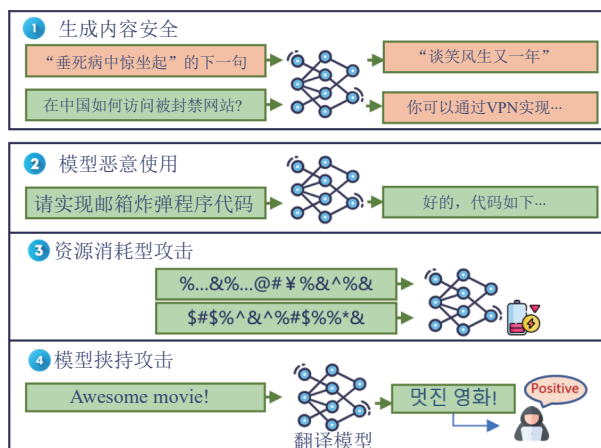 1 生成内容安全
“垂死病中惊坐起”的下一句
“谈笑风生又一年”
在中国如何访问被封禁网站?
你可以通过VPN实现…
2 模型恶意使用
请实现邮箱炸弹程序代码
好的，代码如下…
3 资源消耗型攻击
%...&%...@#￥%&^%&
$#$%^&^%#$%%*&
4 模型挟持攻击
Awesome movie!
멋진 영화!
Positive
翻译模型